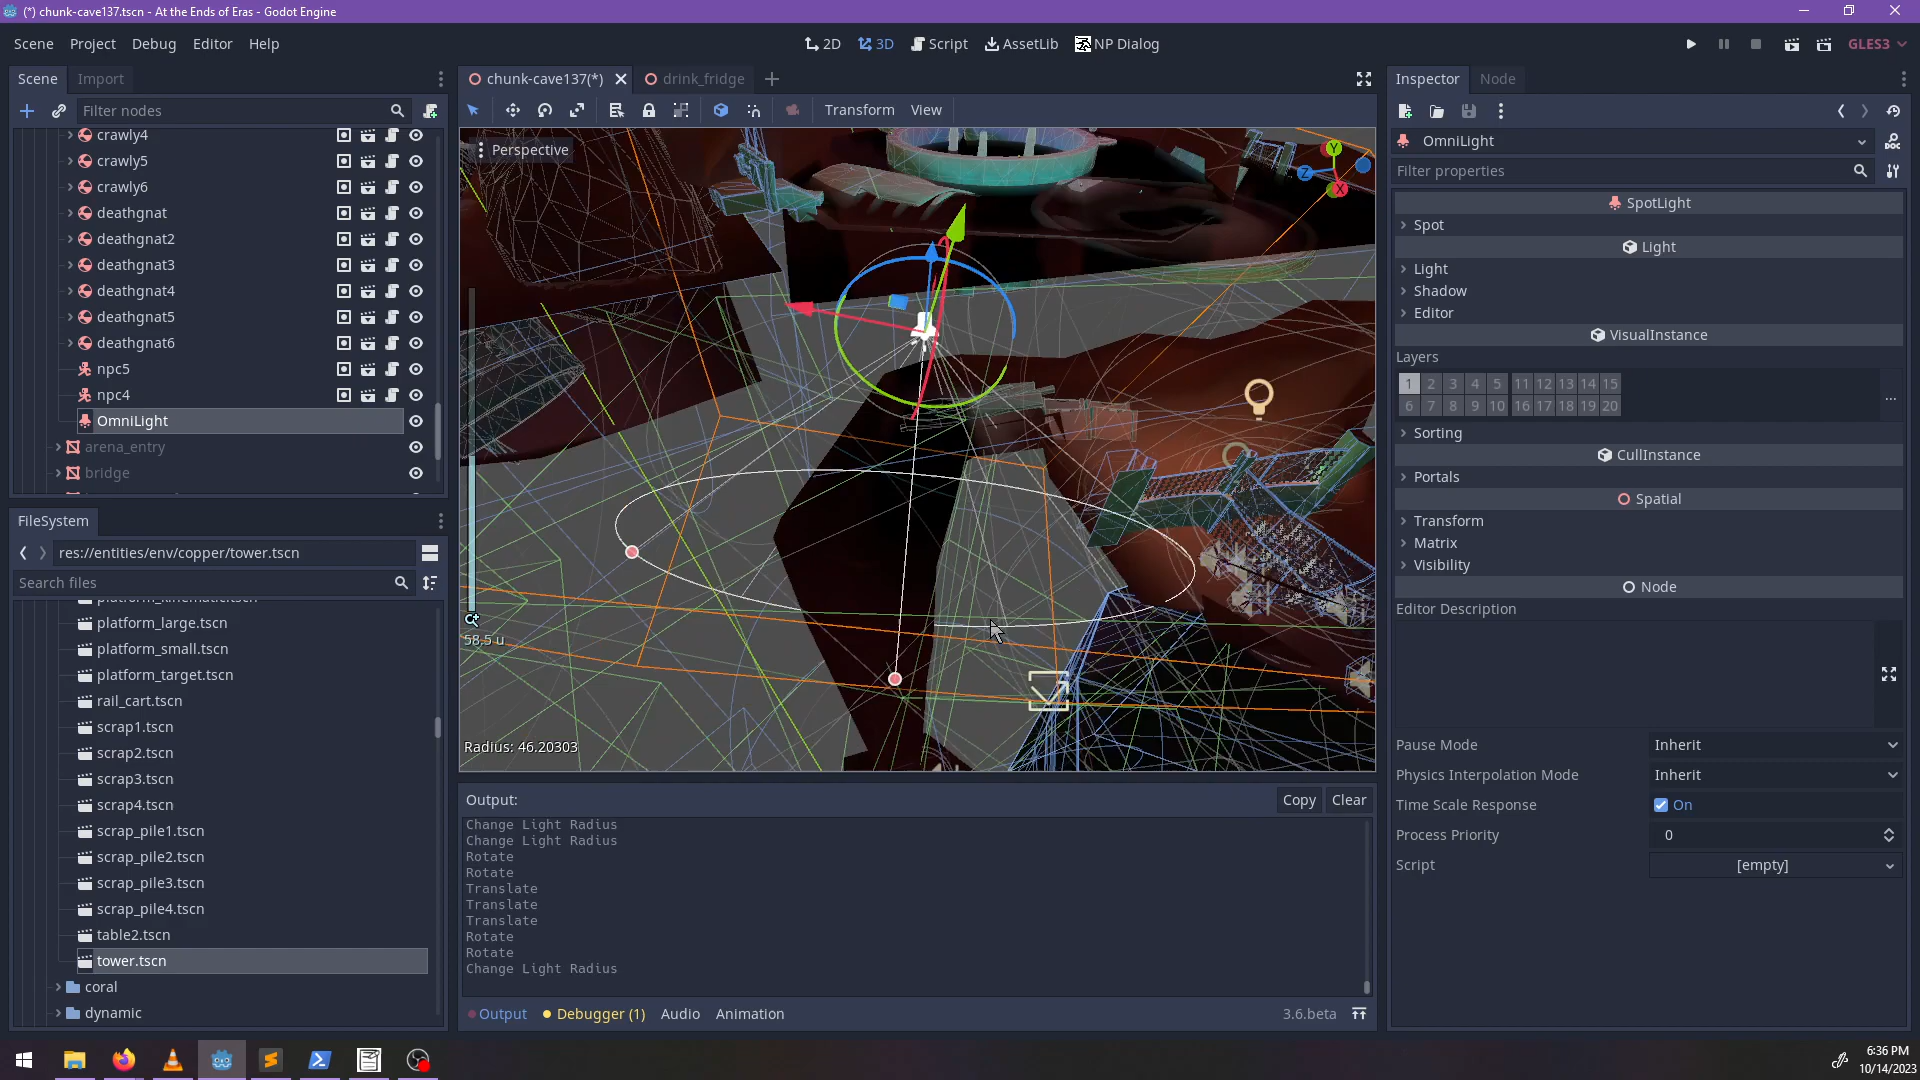 (*) chunk-cave137.tscn - At the Ends of Eras - Godot Engine
Scene Project Debug Editor Help
2D 3D Script AssetLib NP Dialog
GLES3
Scene Import
Filter nodes
crawly4
crawly5
crawly6
deathgnat
deathgnat2
deathgnat3
deathgnat4
deathgnat5
deathgnat6
npc5
npc4
OmniLight
arena_entry
bridge
FileSystem
res://entities/env/copper/tower.tscn
Search files
platform_kinematic.tscn
platform_large.tscn
platform_small.tscn
platform_target.tscn
rail_cart.tscn
scrap1.tscn
scrap2.tscn
scrap3.tscn
scrap4.tscn
scrap_pile1.tscn
scrap_pile2.tscn
scrap_pile3.tscn
scrap_pile4.tscn
table2.tscn
tower.tscn
coral
dynamic
chunk-cave137(*) drink_fridge
Transform View
Perspective
Y
Z
X
58.5 u
Radius: 46.20303
Output:
Copy Clear
Change Light Radius
Change Light Radius
Rotate
Rotate
Translate
Translate
Translate
Rotate
Rotate
Change Light Radius
Output Debugger (1) Audio Animation
3.6.beta
Inspector Node
OmniLight
Filter properties
SpotLight
Spot
Light
Light
Shadow
Editor
VisualInstance
Layers
1 2 3 4 5 11 12 13 14 15
6 7 8 9 10 16 17 18 19 20
...
Sorting
CullInstance
Portals
Spatial
Transform
Matrix
Visibility
Node
Editor Description
Pause Mode Inherit
Physics Interpolation Mode Inherit
Time Scale Response On
Process Priority 0
Script [empty]
6:36 PM
10/14/2023